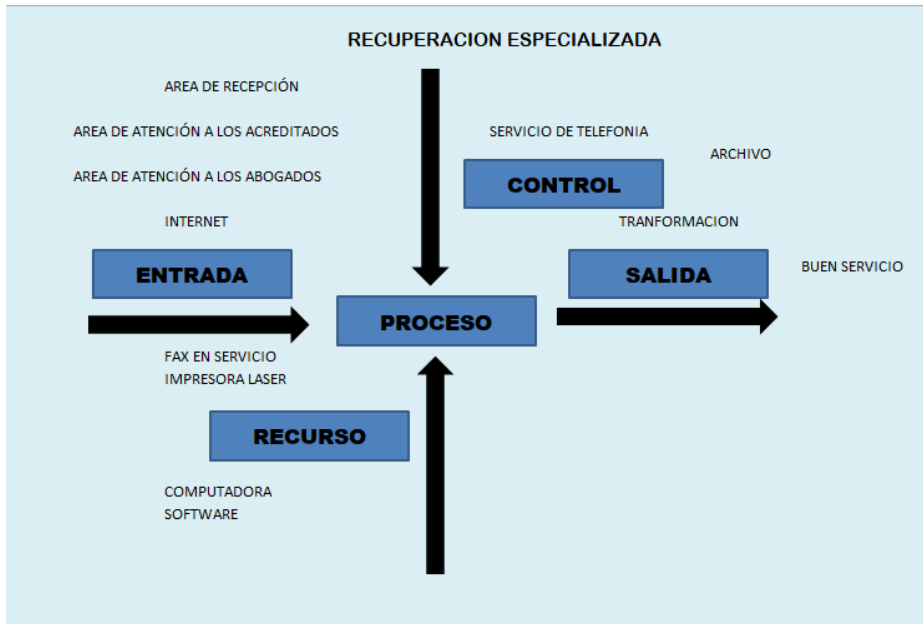 RECUPERACION ESPECIALIZADA
AREA DE RECEPCIÓN
AREA DE ATENCIÓN A LOS ACREDITADOS
SERVICIO DE TELEFONIA
ARCHIVO
AREA DE ATENCIÓN A LOS ABOGADOS
CONTROL
INTERNET
TRANFORMACION
ENTRADA
SALIDA
BUEN SERVICIO
PROCESO
FAX EN SERVICIO
IMPRESORA LASER
RECURSO
COMPUTADORA
SOFTWARE